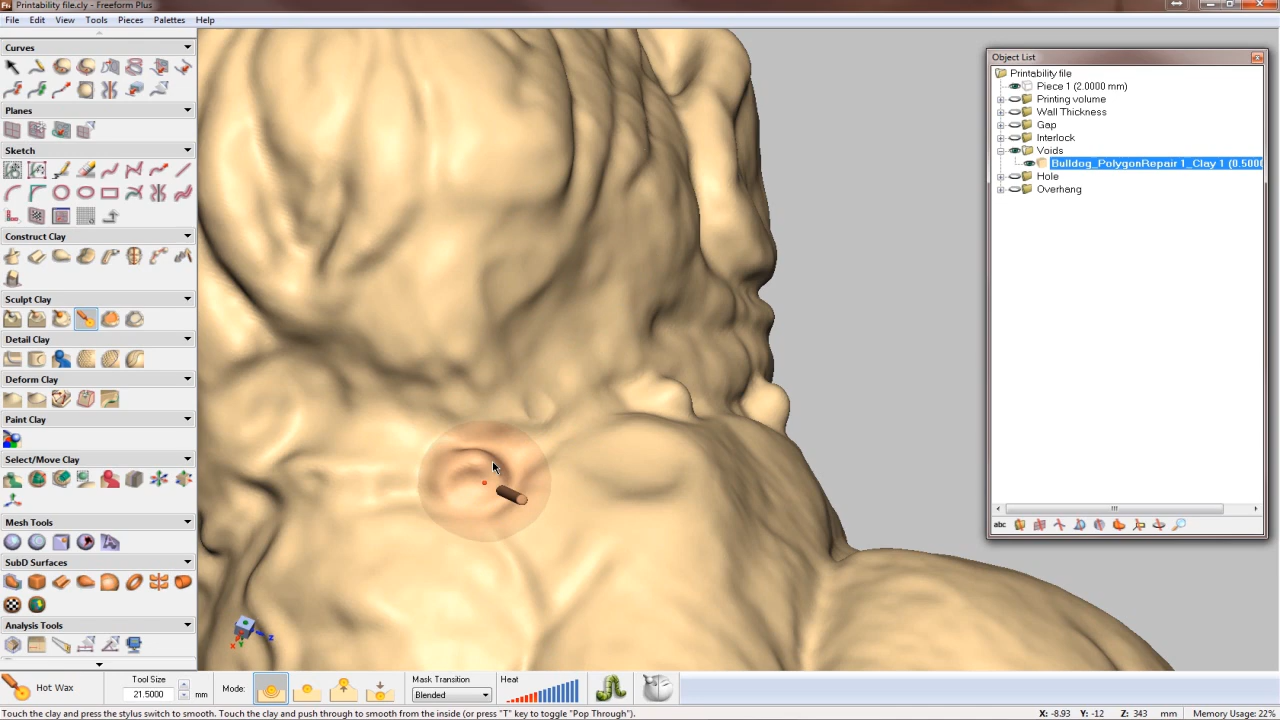 Printability file.cly - Freeform Plus
File Edit View Tools Pieces Palettes Help
Curves
Planes
Sketch
Construct Clay
Sculpt Clay
Detail Clay
Deform Clay
Paint Clay
Select/Move Clay
Mesh Tools
SubD Surfaces
Analysis Tools
Object List
Printability file
Piece 1 (2.0000 mm)
Printing volume
Wall Thickness
Gap
Interlock
Voids
Bulldog_PolygonRepair 1_Clay 1 (0.500
Hole
Overhang
abc
X Y Z
Hot Wax
Tool Size
21.5000 mm
Mode:
Mask Transition
Blended
Heat
Touch the clay and press the stylus switch to smooth. Touch the clay and push through to smooth from the inside (or press "T" key to toggle "Pop Through").
X: -8.93 Y: -12 Z: 343 mm Memory Usage: 22%